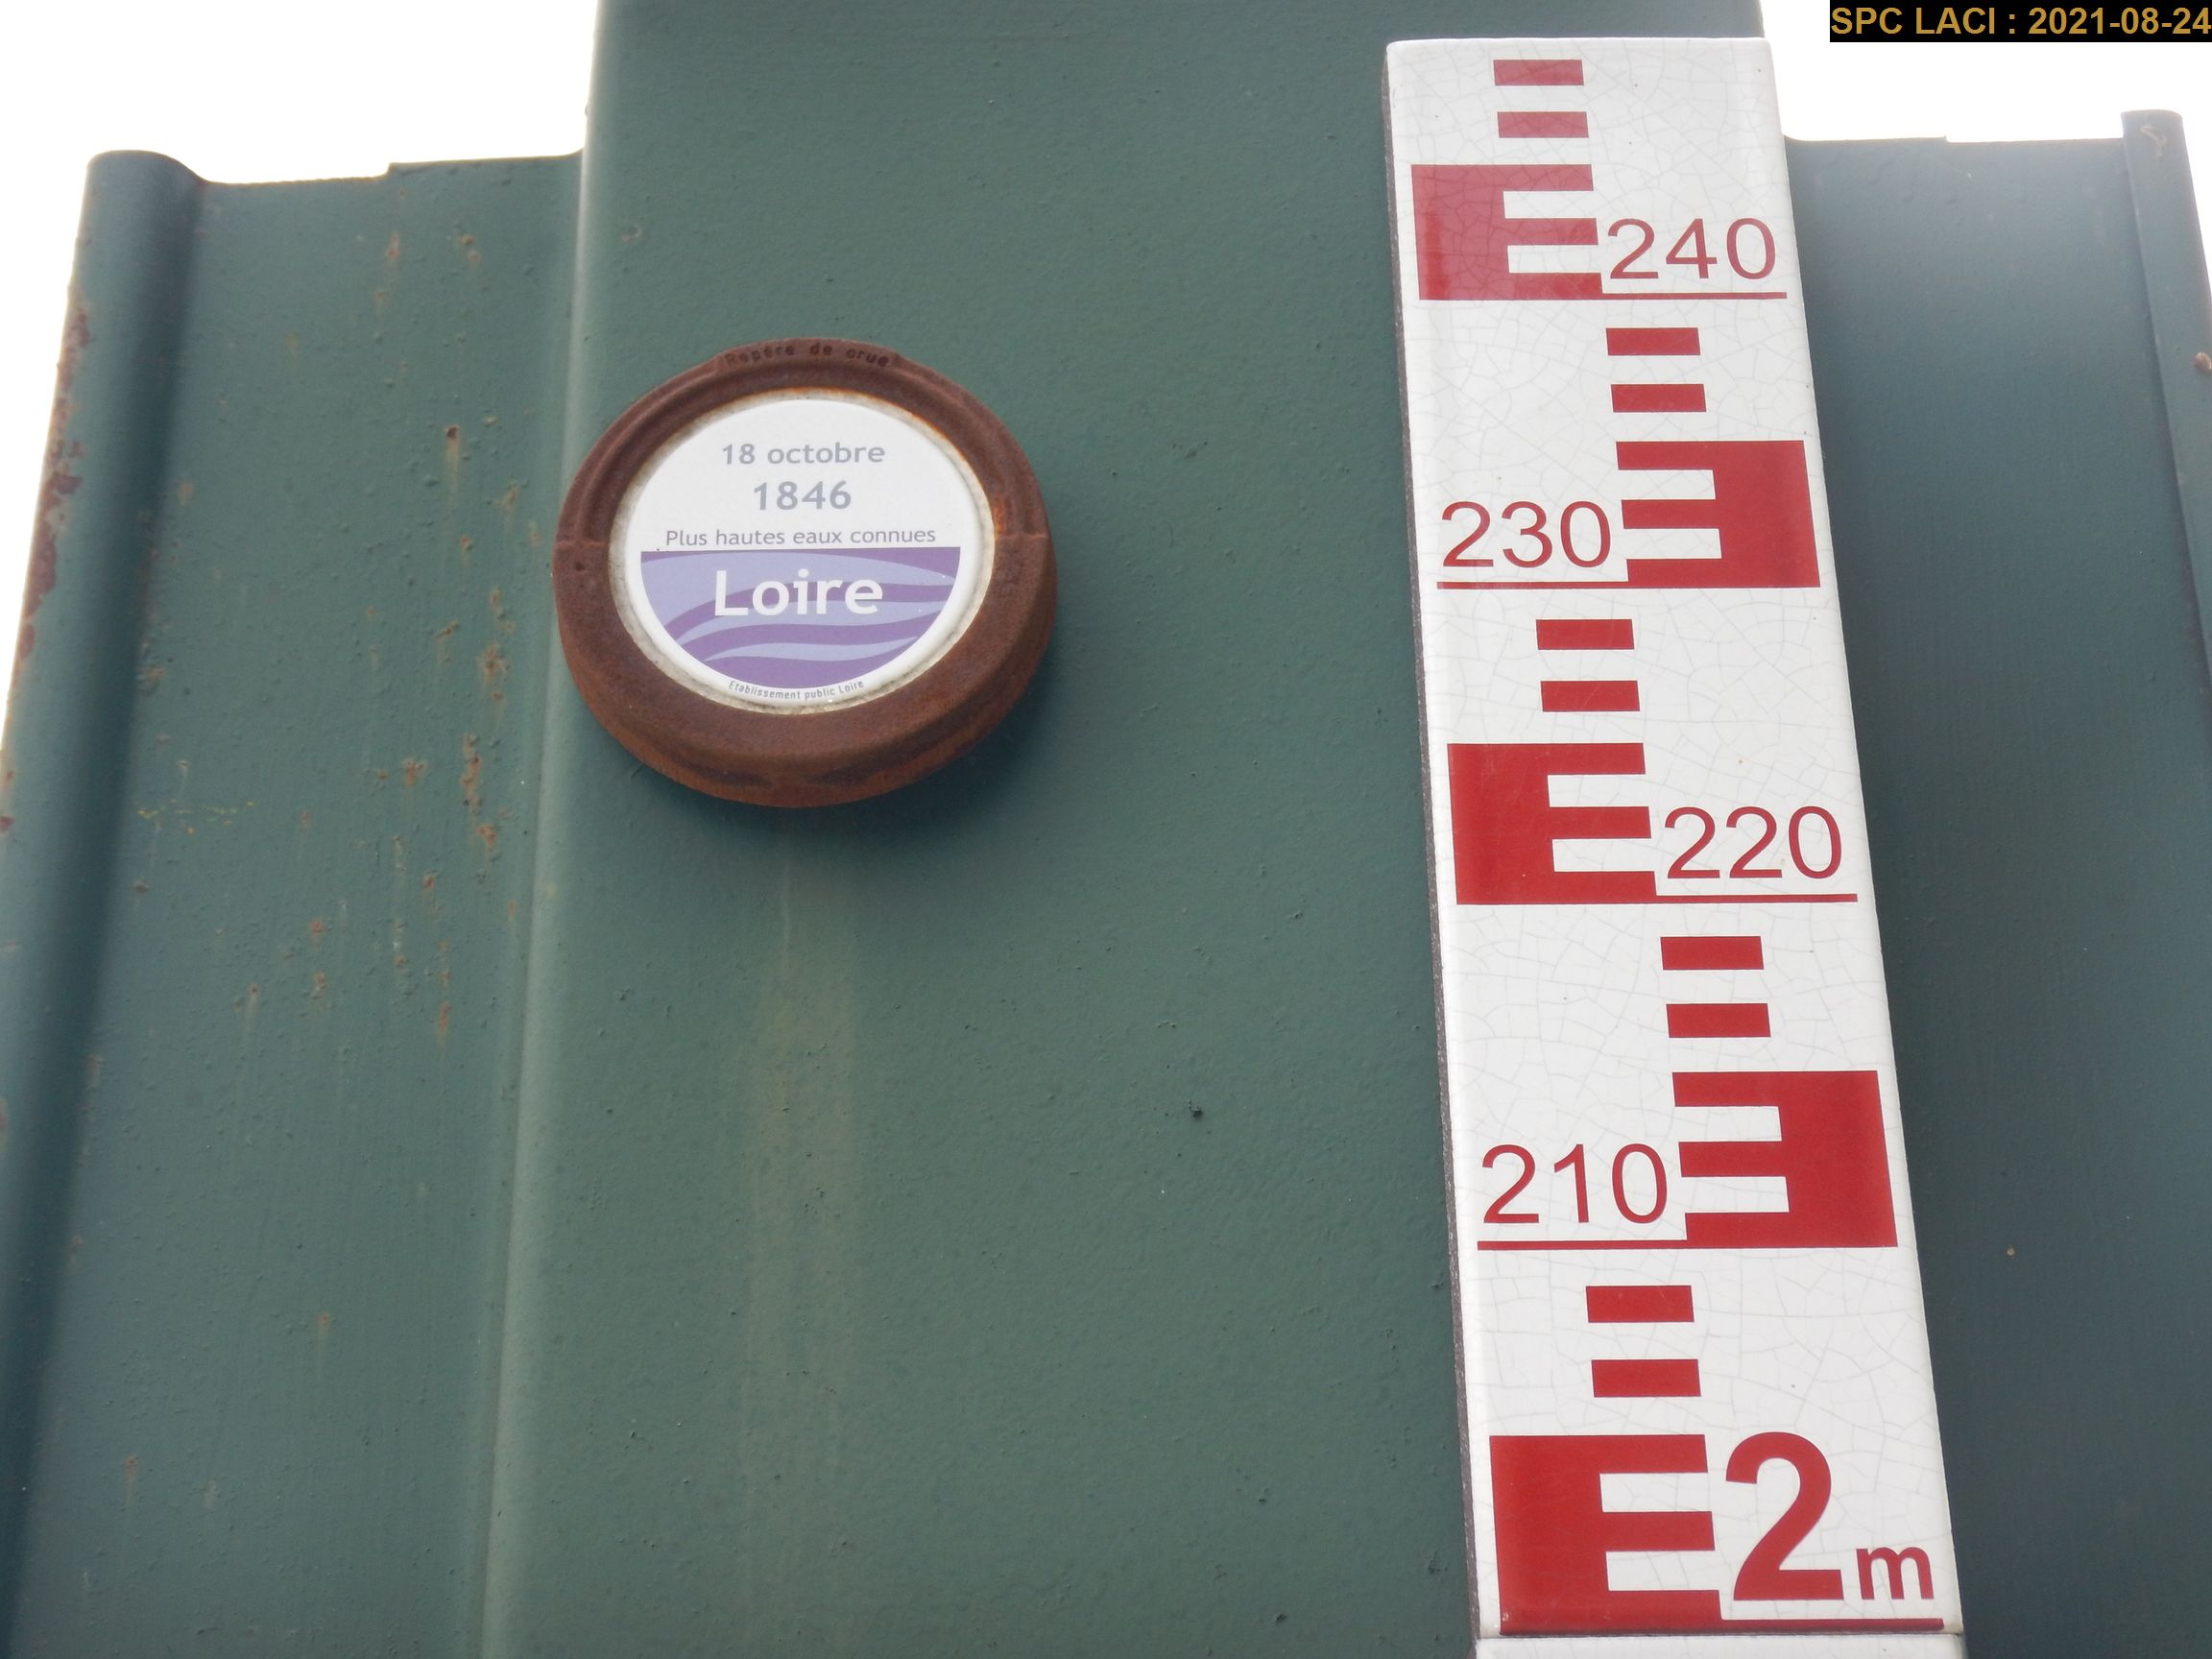 SPC LACI : 2021-08-24
240
Repère de crue
18 octobre
1846
Plus hautes eaux connues
Loire
Etablissement public Loire
230
220
210
2m